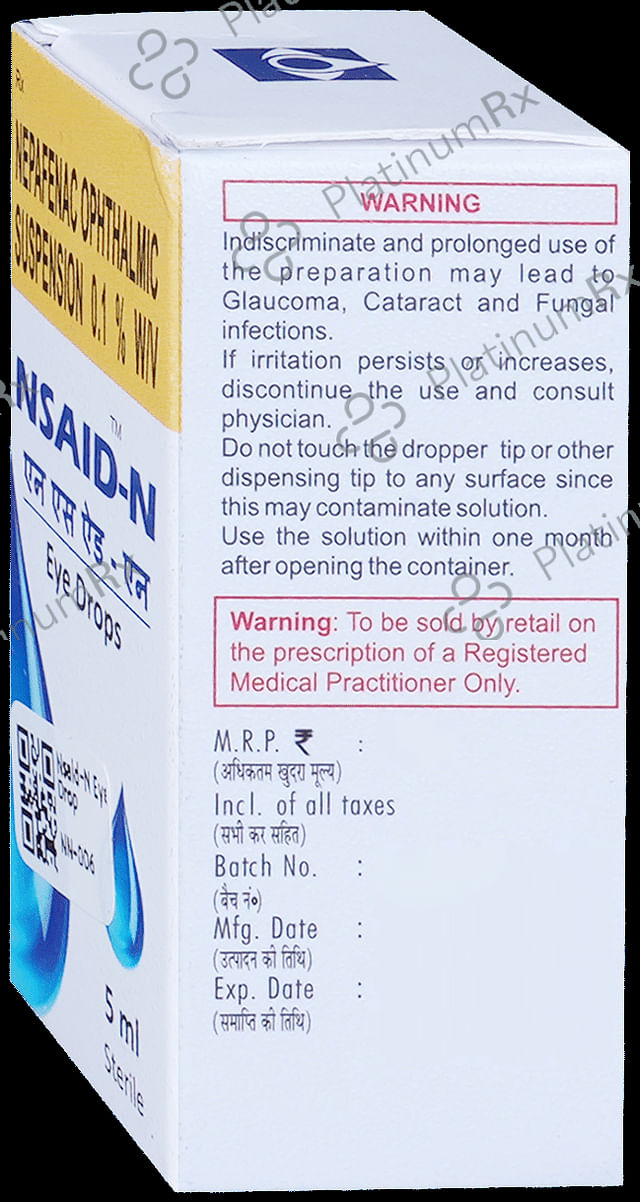 Rx
NEPAFENAC OPHTHALMIC
SUSPENSION 0.1 % W/V
NSAID-N™
एन एस ऐड.-एन
Eye Drops
Nsaid-N Eye
Drop
NN-006
5 ml
Sterile
WARNING
Indiscriminate and prolonged use of
the preparation may lead to
Glaucoma, Cataract and Fungal
infections.
If irritation persists or increases,
discontinue the use and consult
physician.
Do not touch the dropper tip or other
dispensing tip to any surface since
this may contaminate solution.
Use the solution within one month
after opening the container.
Warning: To be sold by retail on
the prescription of a Registered
Medical Practitioner Only.
M.R.P. ₹ :
(अधिकतम खुदरा मूल्य)
Incl. of all taxes
(सभी कर सहित)
Batch No. :
(बैच नं०)
Mfg. Date :
(उत्पादन की तिथि)
Exp. Date :
(समाप्ति की तिथि)
PlatinumRx
PlatinumRx
PlatinumRx